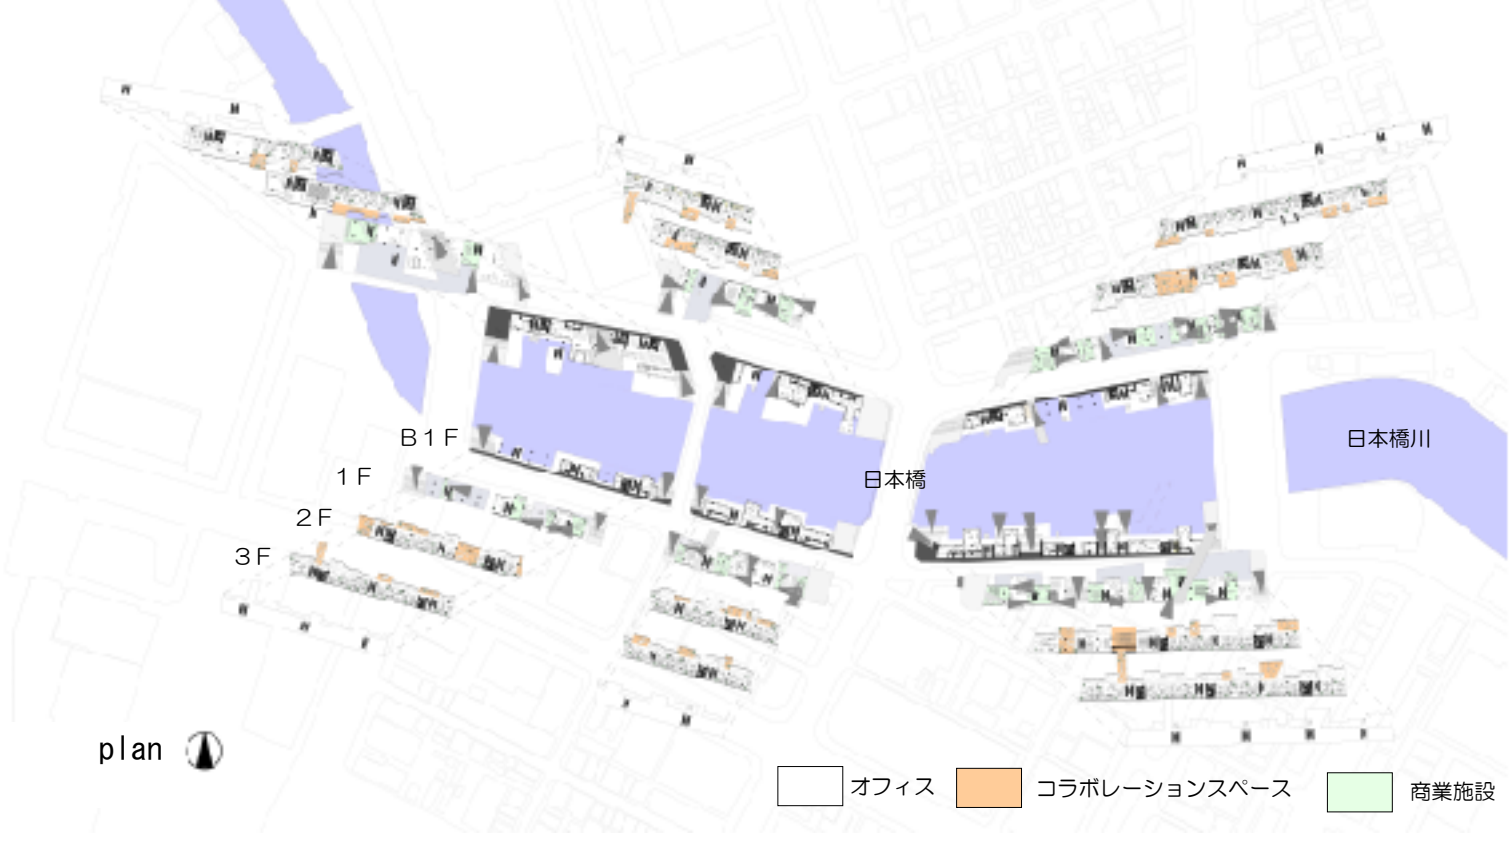 B1F
1F
日本橋川
日本橋
2F
3F
plan
オフィス
コラボレーションスペース
商業施設